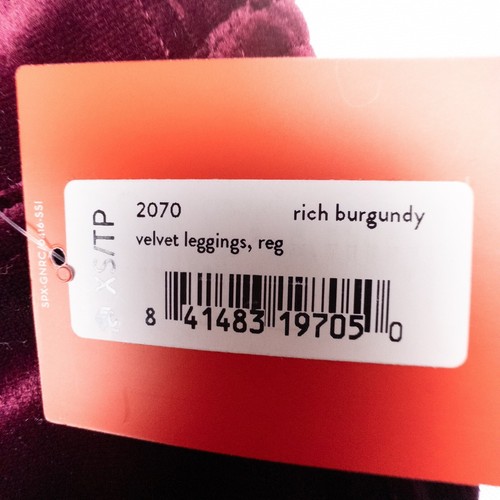 2070 rich burgundy
velvet leggings, reg
XS/TP
8 41483 19705 0